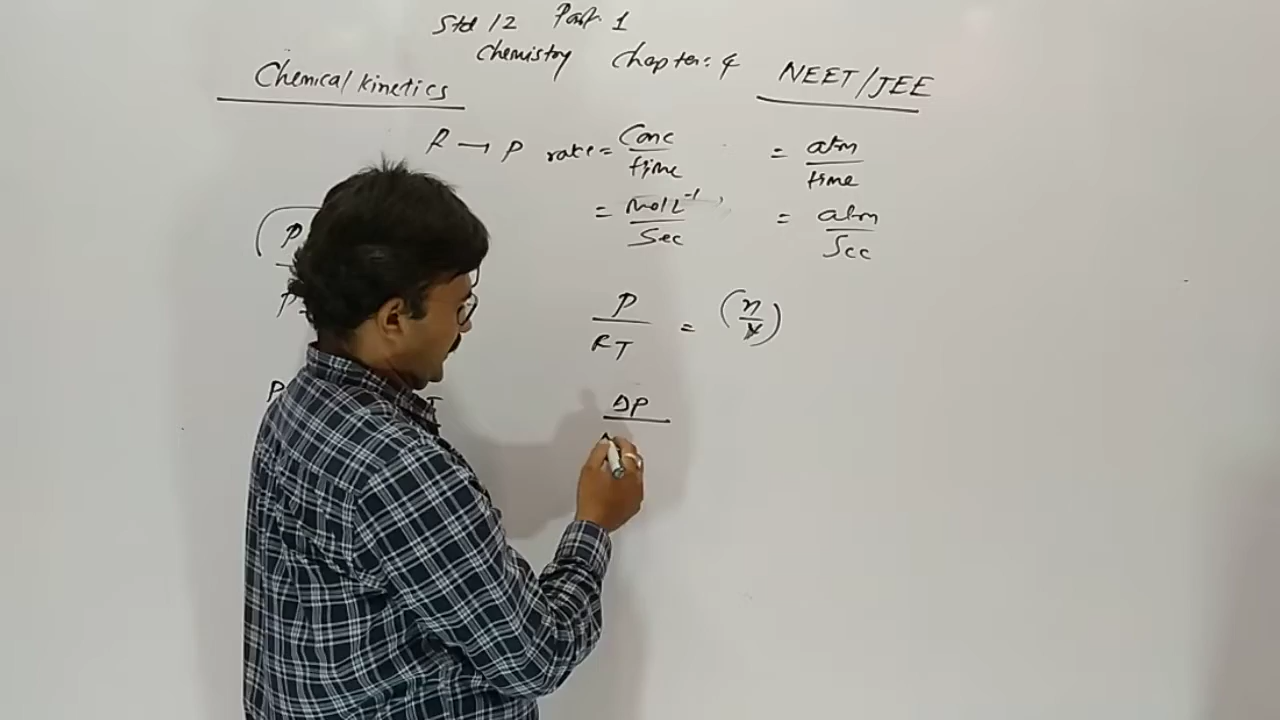 Std 12 Part 1
Chemistry Chapter: 4
Chemical kinetics NEET/JEE
R → P rate = Conc/time = atm/time
= mol L⁻¹/Sec = atm/Sec
P
P/RT = (n/V)
P
ΔP